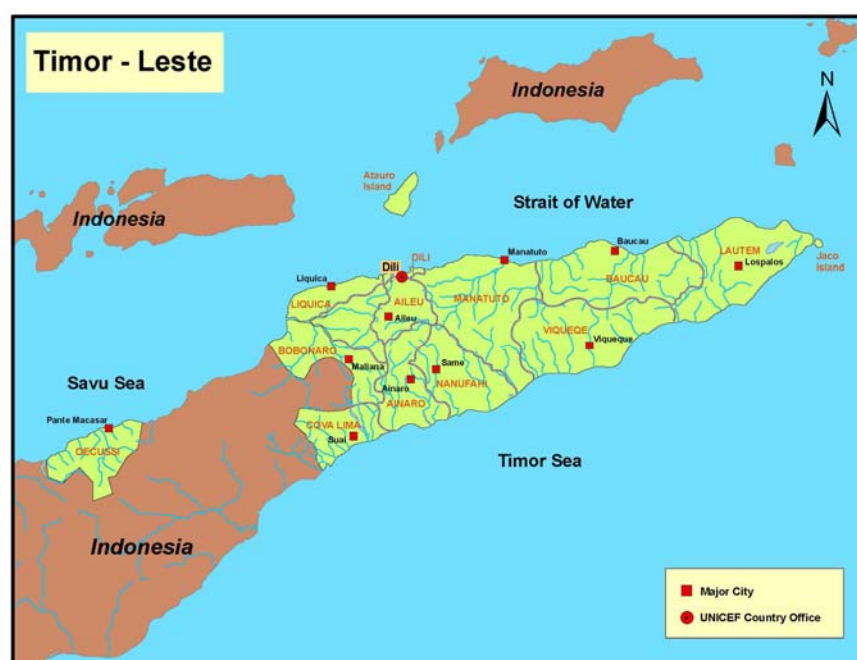 Timor - Leste
Indonesia
N
Atauro
Island
Indonesia
Strait of Water
Dili
DILI
Manatuto
Baucau
LAUTEM
Lospalos
Jaco
Island
Liquica
LIQUICA
AILEU
MANATUTO
BAUCAU
Aileu
VIQUEQE
Viqueque
BOBONARO
Maliana
Same
Ainaro
NANUFAHI
AINARO
Savu Sea
Pante Macasar
OECUSSI
COVA LIMA
Suai
Timor Sea
Indonesia
Major City
UNICEF Country Office